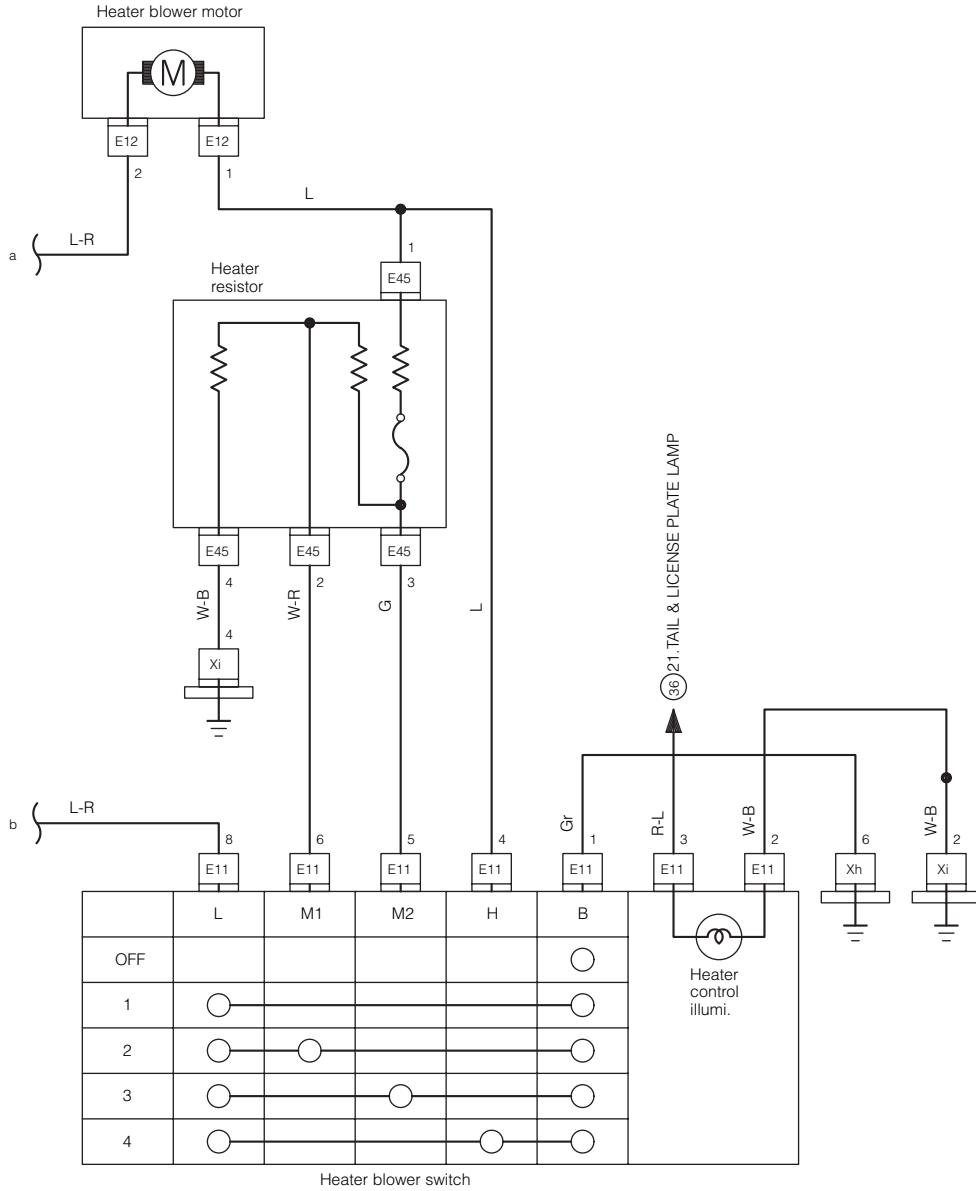 Heater blower motor
M
E12
E12
2
1
L
a
L-R
1
Heater
resistor
E45
E45
E45
E45
4
2
3
W-B
W-R
G
L
4
Xi
36 21.TAIL & LICENSE PLATE LAMP
b
L-R
Gr
R-L
W-B
W-B
8
6
5
4
1
3
2
6
2
E11
E11
E11
E11
E11
E11
E11
Xh
Xi
L
M1
M2
H
B
OFF
1
2
3
4
Heater
control
illumi.
Heater blower switch